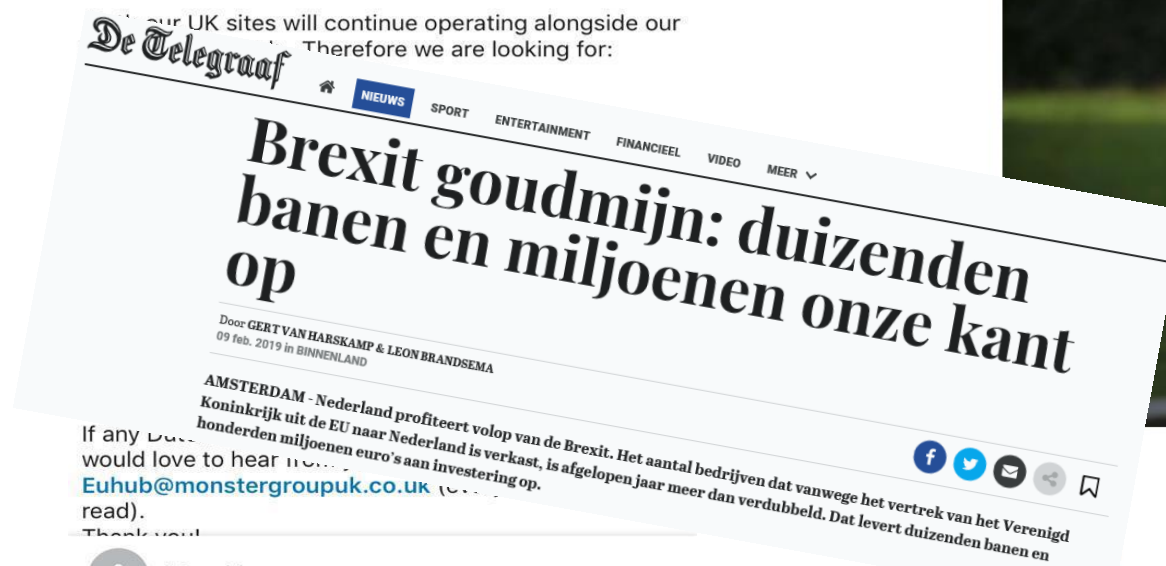 our UK sites will continue operating alongside our
Therefore we are looking for:
De Telegraaf
NIEUWS SPORT ENTERTAINMENT FINANCIEEL VIDEO MEER
Brexit goudmijn: duizenden
banen en miljoenen onze kant
op
Door GERT VAN HARSKAMP & LEON BRANDSEMA
09 feb. 2019 in BINNENLAND
AMSTERDAM - Nederland profiteert volop van de Brexit. Het aantal bedrijven dat vanwege het vertrek van het Verenigd
Koninkrijk uit de EU naar Nederland is verkast, is afgelopen jaar meer dan verdubbeld. Dat levert duizenden banen en
honderden miljoenen euro's aan investering op.
If any
would love to hear
Euhub@monstergroupuk.co.uk
read).
Thank you!